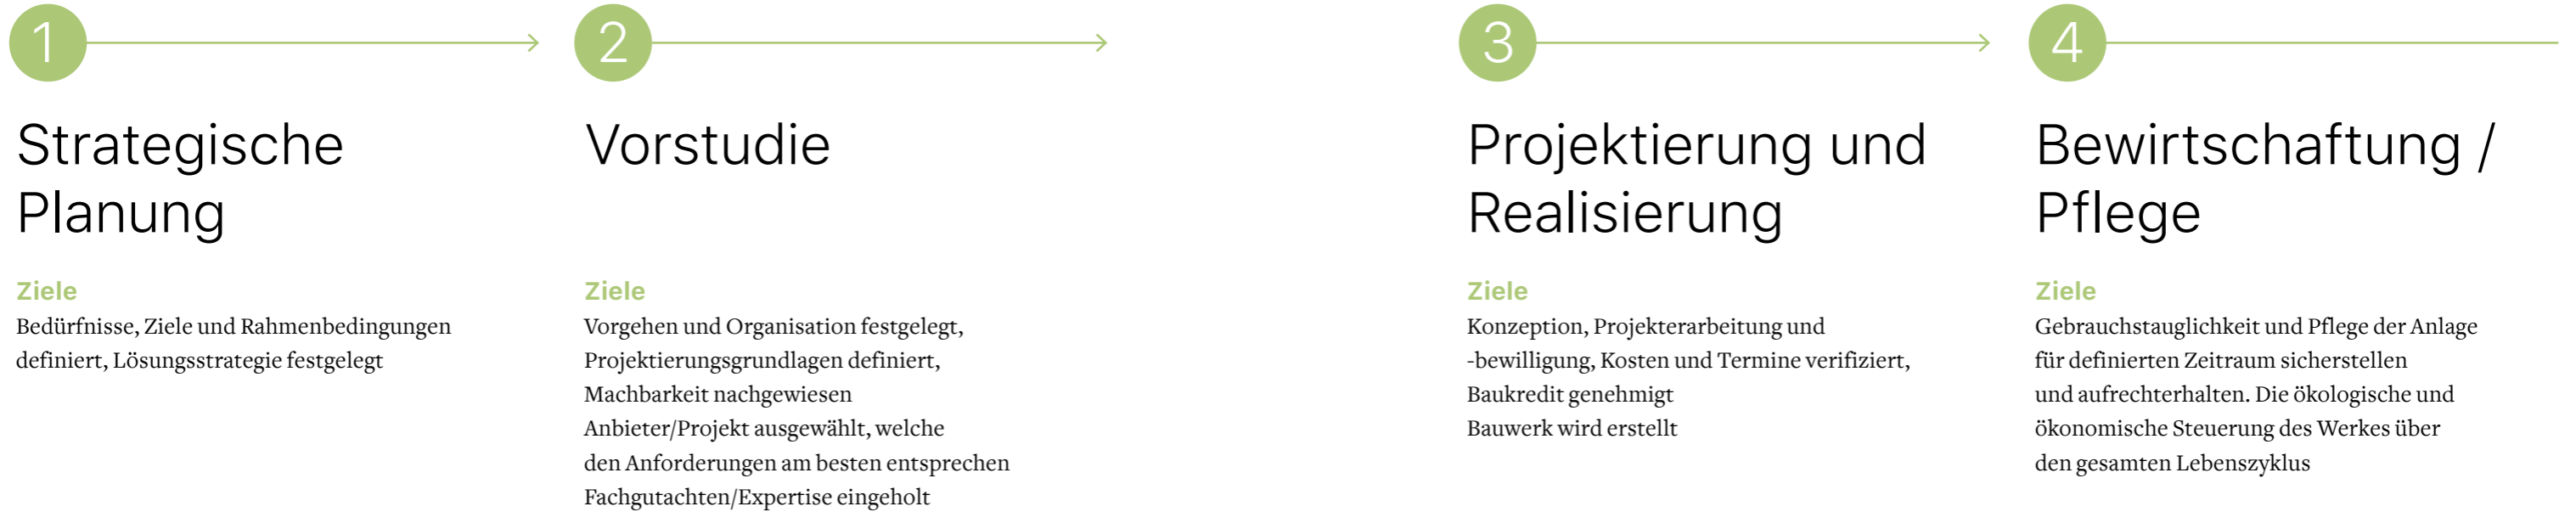 1
Strategische
Planung
Ziele
Bedürfnisse, Ziele und Rahmenbedingungen
definiert, Lösungsstrategie festgelegt
2
Vorstudie
Ziele
Vorgehen und Organisation festgelegt,
Projektierungsgrundlagen definiert,
Machbarkeit nachgewiesen
Anbieter/Projekt ausgewählt, welche
den Anforderungen am besten entsprechen
Fachgutachten/Expertise eingeholt
3
Projektierung und
Realisierung
Ziele
Konzeption, Projekterarbeitung und
-bewilligung, Kosten und Termine verifiziert,
Baukredit genehmigt
Bauwerk wird erstellt
4
Bewirtschaftung /
Pflege
Ziele
Gebrauchstauglichkeit und Pflege der Anlage
für definierten Zeitraum sicherstellen
und aufrechterhalten. Die ökologische und
ökonomische Steuerung des Werkes über
den gesamten Lebenszyklus